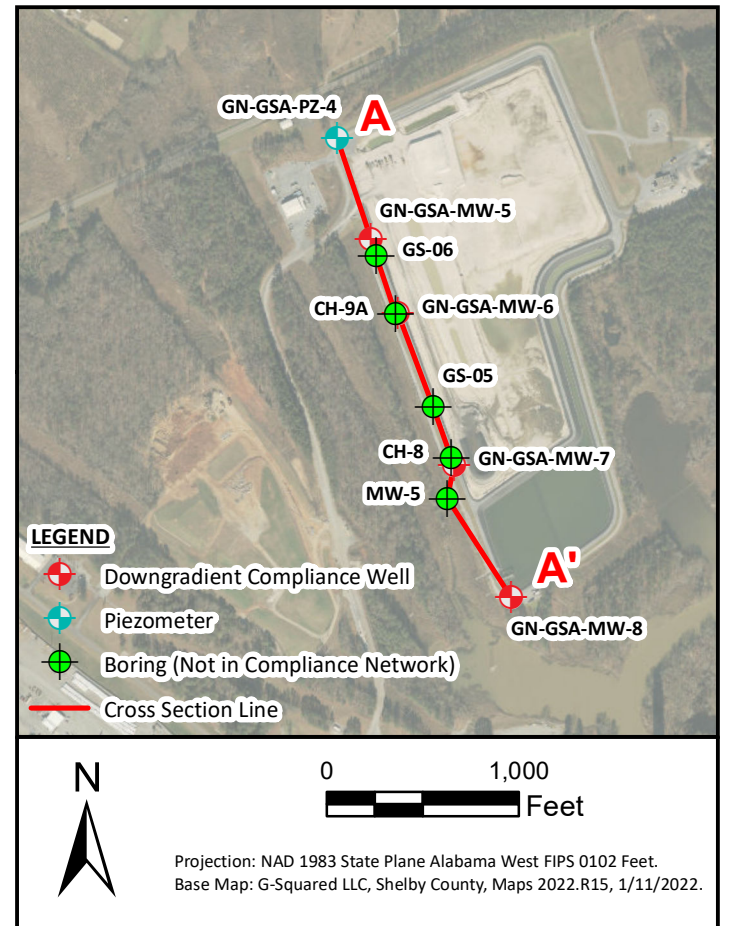 GN-GSA-PZ-4
A
GN-GSA-MW-5
GS-06
CH-9A
GN-GSA-MW-6
GS-05
CH-8
GN-GSA-MW-7
MW-5
A'
GN-GSA-MW-8
LEGEND
Downgradient Compliance Well
Piezometer
Boring (Not in Compliance Network)
Cross Section Line
N
0 1,000
Feet
Projection: NAD 1983 State Plane Alabama West FIPS 0102 Feet.
Base Map: G-Squared LLC, Shelby County, Maps 2022.R15, 1/11/2022.